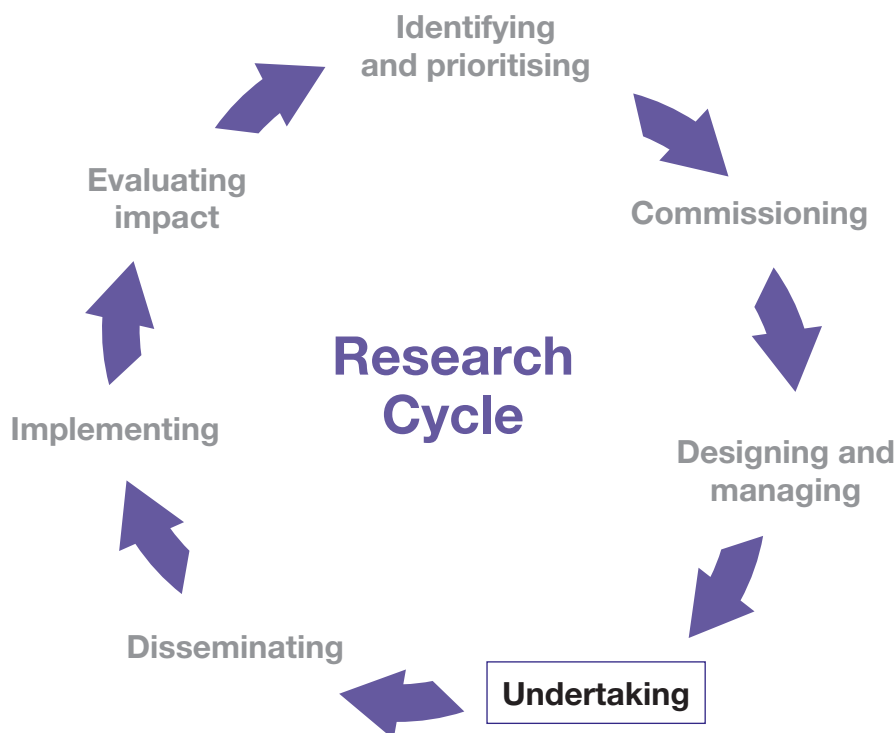 Identifying
and prioritising
Commissioning
Designing and
managing
Undertaking
Disseminating
Implementing
Evaluating
impact
Research
Cycle